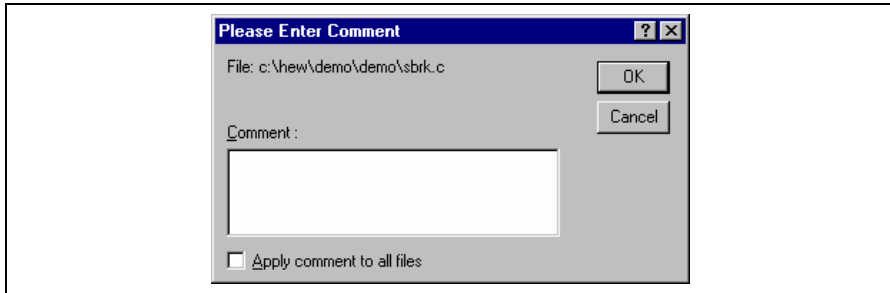 Please Enter Comment
File: c:\hew\demo\demo\sbrk.c
OK
Cancel
Comment :
Apply comment to all files